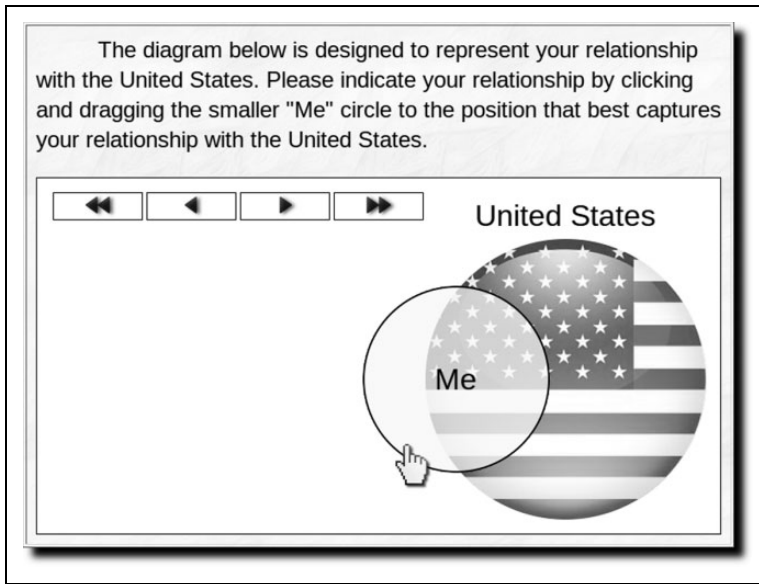 The diagram below is designed to represent your relationship
with the United States. Please indicate your relationship by clicking
and dragging the smaller "Me" circle to the position that best captures
your relationship with the United States.
United States
Me